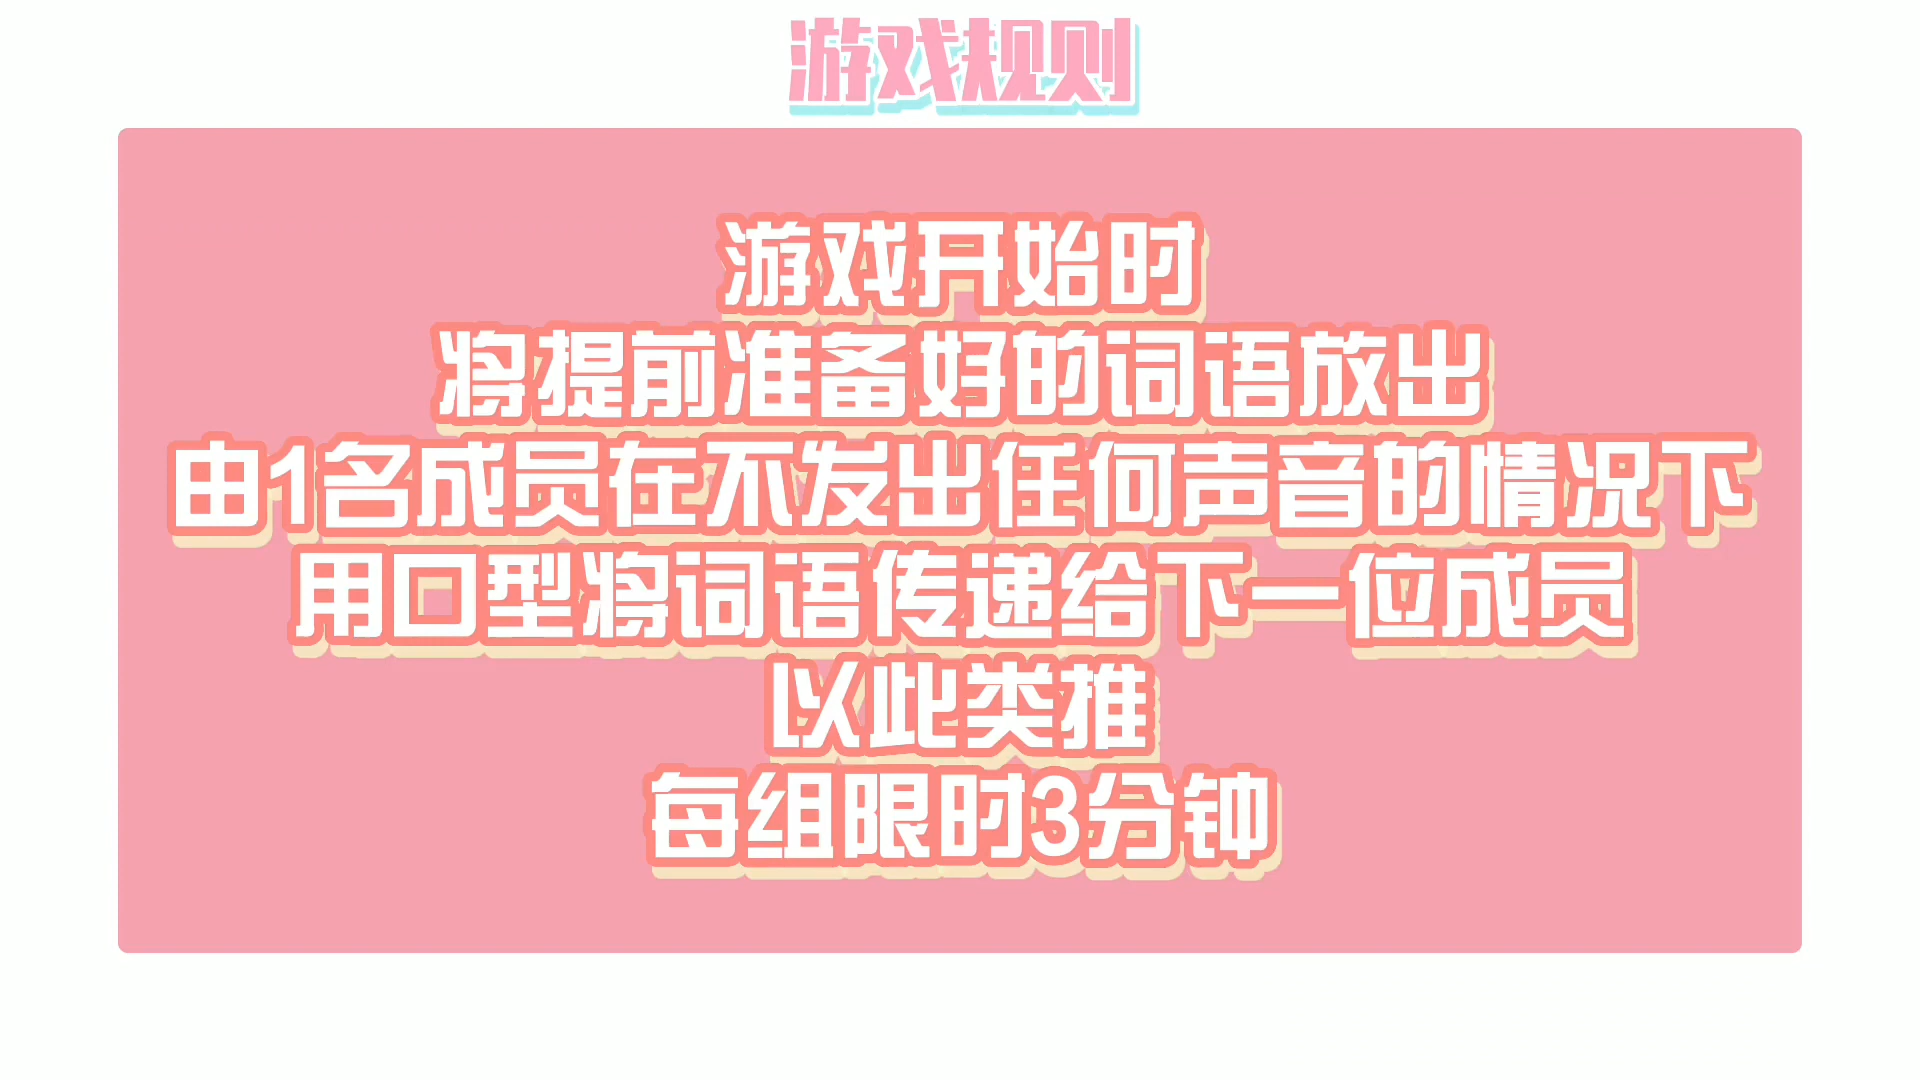 游戏规则
游戏开始时
将提前准备好的词语放出
由1名成员在不发出任何声音的情况下
用口型将词语传递给下一位成员
以此类推
每组限时3分钟